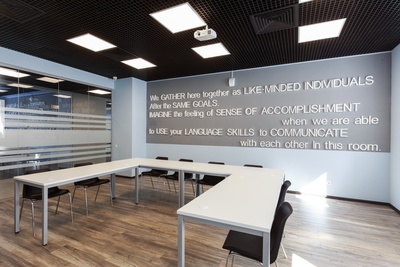 We GATHER here together as LIKE-MINDED INDIVIDUALS
After the SAME GOALS.
IMAGINE the feeling of SENSE OF ACCOMPLISHMENT
when we are able
to USE your LANGUAGE SKILLS to COMMUNICATE
with each other in this room.